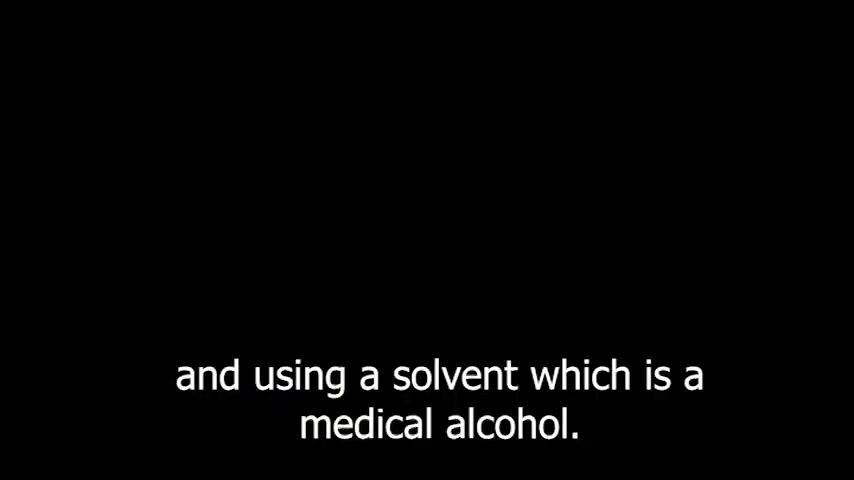 and using a solvent which is a
medical alcohol.